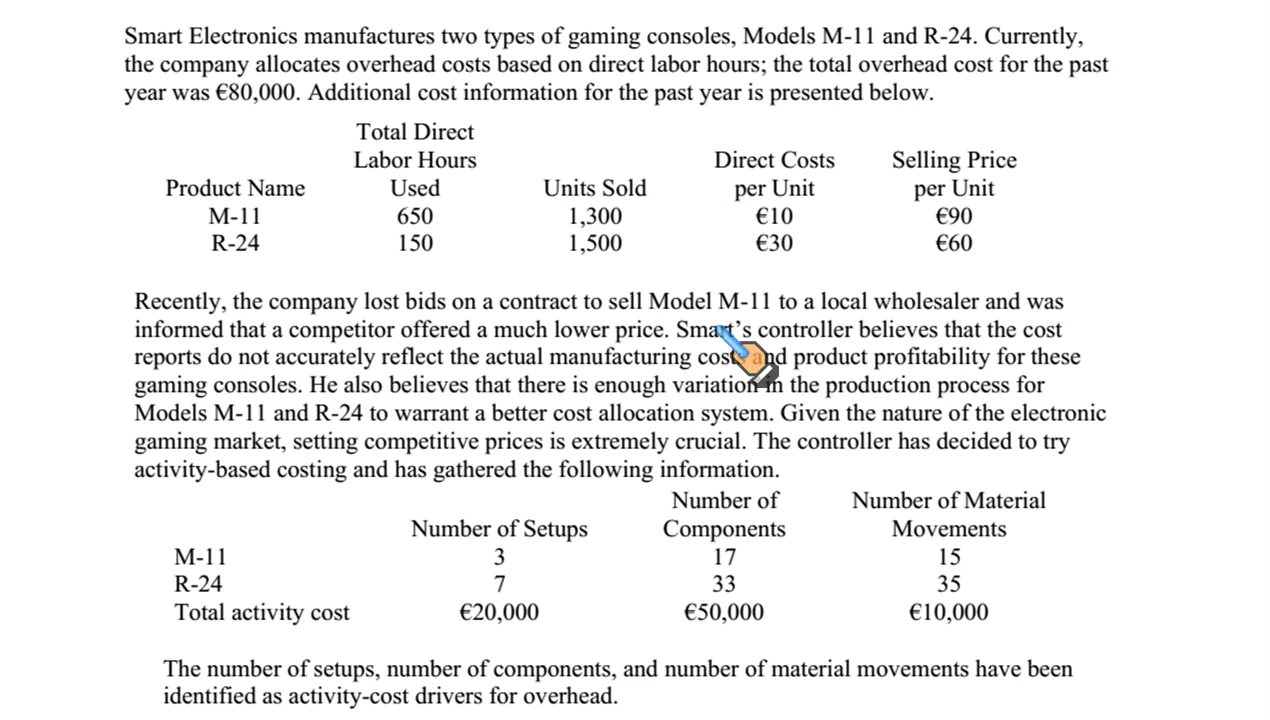 Smart Electronics manufactures two types of gaming consoles, Models M-11 and R-24. Currently,
the company allocates overhead costs based on direct labor hours; the total overhead cost for the past
year was €80,000. Additional cost information for the past year is presented below.
Total Direct
Labor Hours Direct Costs Selling Price
Product Name Used Units Sold per Unit per Unit
M-11 650 1,300 €10 €90
R-24 150 1,500 €30 €60
Recently, the company lost bids on a contract to sell Model M-11 to a local wholesaler and was
informed that a competitor offered a much lower price. Smart's controller believes that the cost
reports do not accurately reflect the actual manufacturing costs and product profitability for these
gaming consoles. He also believes that there is enough variation in the production process for
Models M-11 and R-24 to warrant a better cost allocation system. Given the nature of the electronic
gaming market, setting competitive prices is extremely crucial. The controller has decided to try
activity-based costing and has gathered the following information.
Number of Number of Material
Number of Setups Components Movements
M-11 3 17 15
R-24 7 33 35
Total activity cost €20,000 €50,000 €10,000
The number of setups, number of components, and number of material movements have been
identified as activity-cost drivers for overhead.